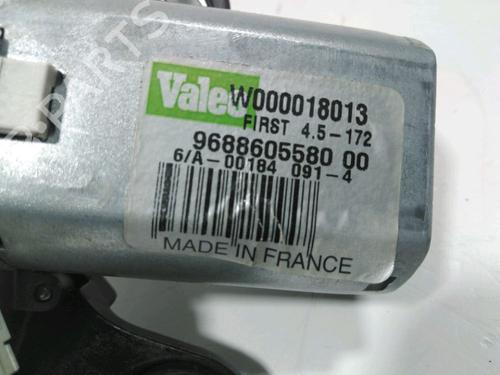 Valeo W000018013
FIRST 4.5-172
9688605580 00
6/A-00184 091-4
MADE IN FRANCE